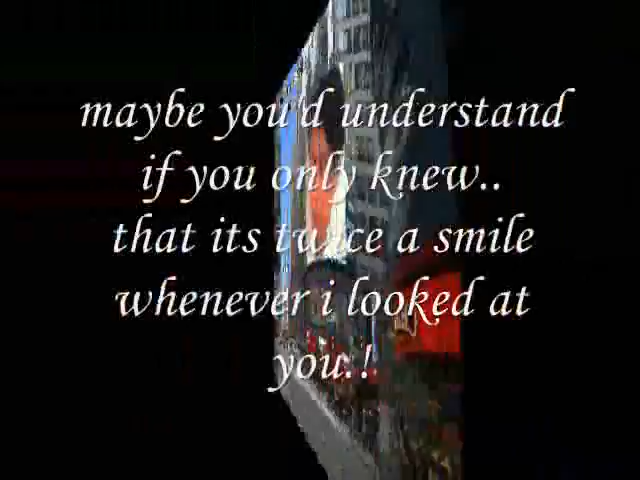 maybe you'd understand
if you only knew..
that its twice a smile
whenever i looked at
you.!